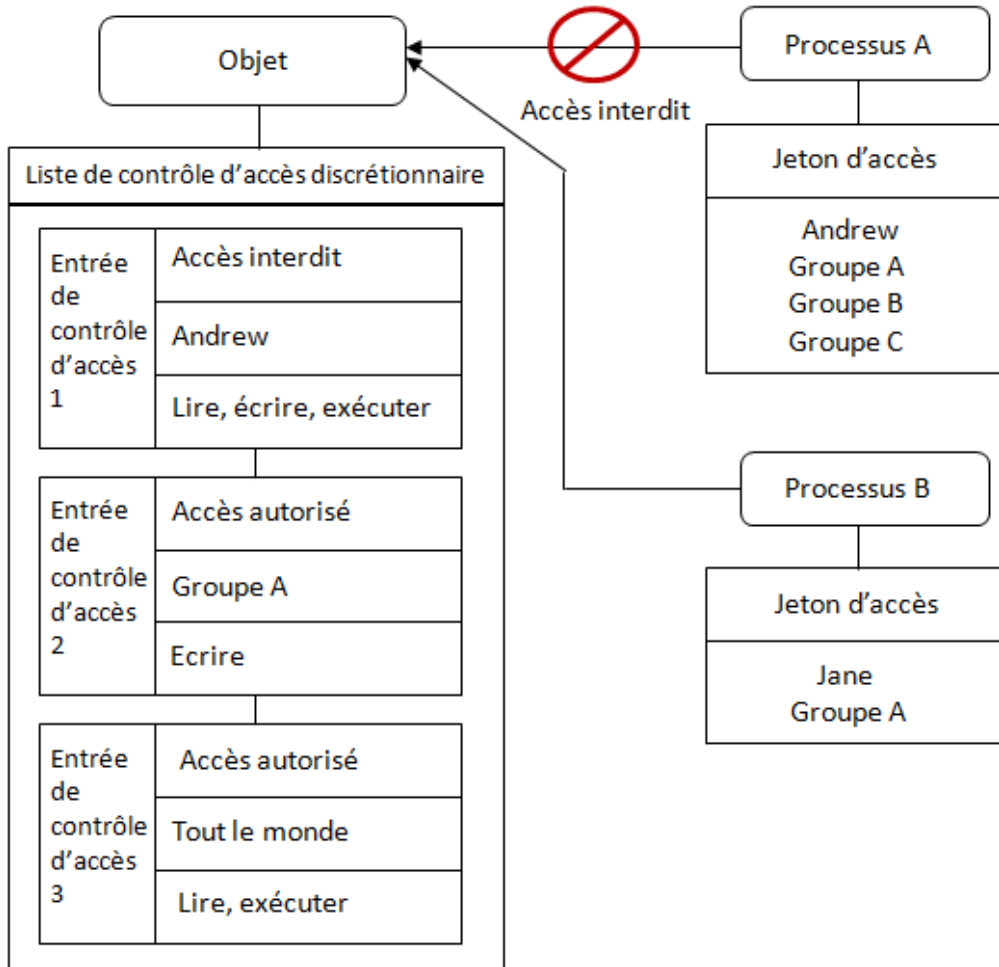 Objet
Accès interdit
Processus A
Jeton d'accès
Andrew
Groupe A
Groupe B
Groupe C
Liste de contrôle d'accès discrétionnaire
Entrée
de
contrôle
d'accès
1
Accès interdit
Andrew
Lire, écrire, exécuter
Entrée
de
contrôle
d'accès
2
Accès autorisé
Groupe A
Ecrire
Entrée
de
contrôle
d'accès
3
Accès autorisé
Tout le monde
Lire, exécuter
Processus B
Jeton d'accès
Jane
Groupe A